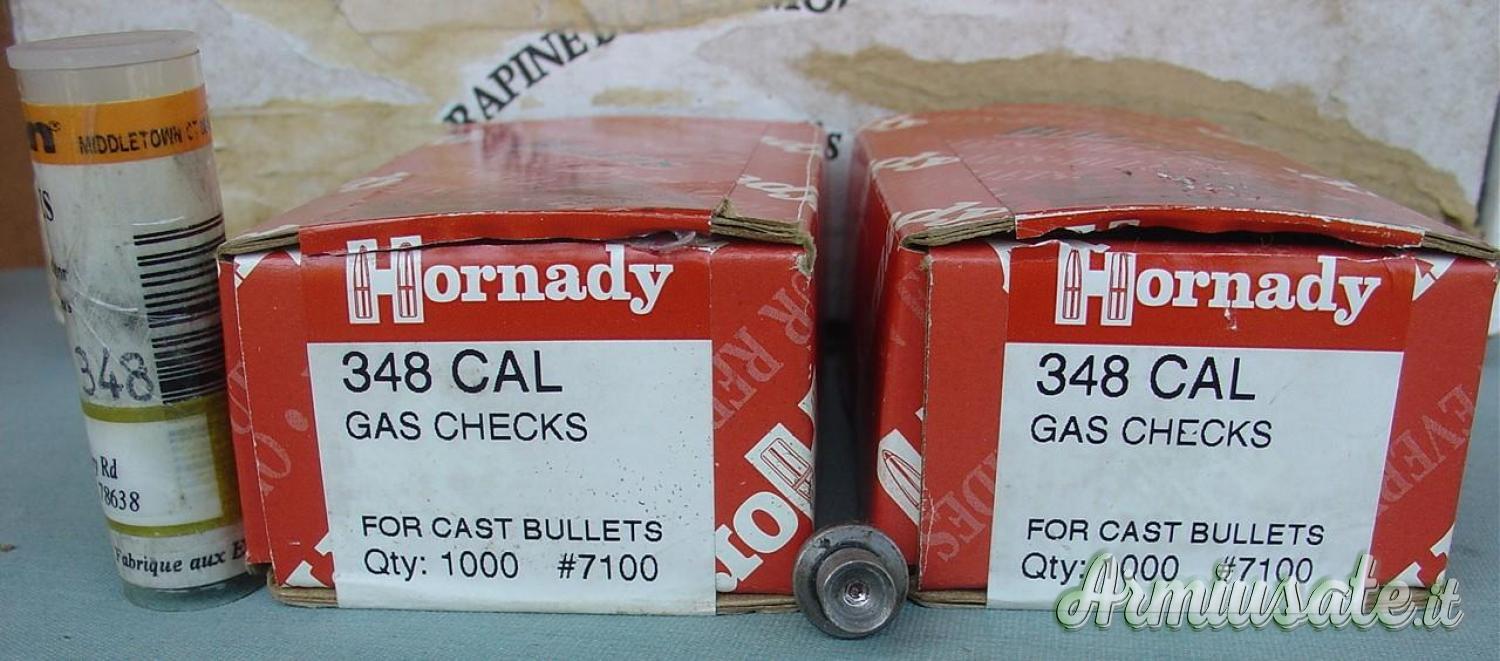 RAPINE
MIDDLETOWN CT
348
Rd
78638
Fabrique aux
Hornady
348 CAL
GAS CHECKS
FOR CAST BULLETS
Qty: 1000 #7100
Hornady
348 CAL
GAS CHECKS
FOR CAST BULLETS
Qty: 1000 #7100
Armiusate.it